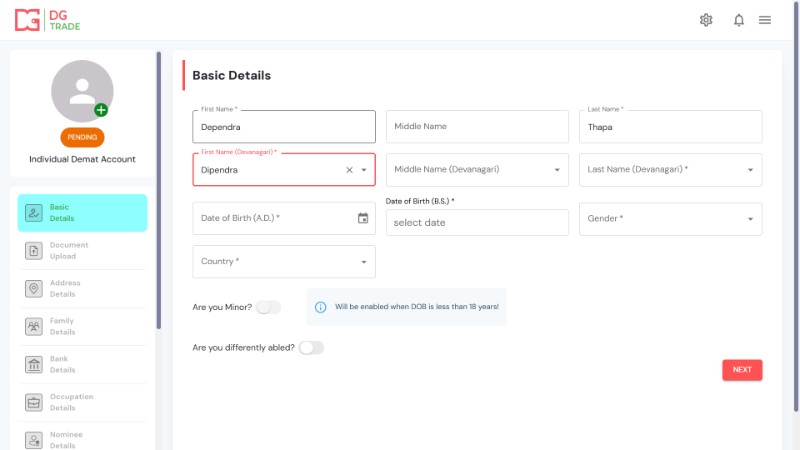 DG
TRADE
PENDING
Individual Demat Account
Basic
Details
Document
Upload
Address
Details
Family
Details
Bank
Details
Occupation
Details
Nominee
Details
Basic Details
First Name *
Dependra
Middle Name
Last Name *
Thapa
First Name (Devanagari) *
Dipendra
Middle Name (Devanagari)
Last Name (Devanagari) *
Date of Birth (A.D.) *
Date of Birth (B.S.) *
select date
Gender *
Country *
Are you Minor?
Will be enabled when DOB is less than 18 years!
Are you differently abled?
NEXT